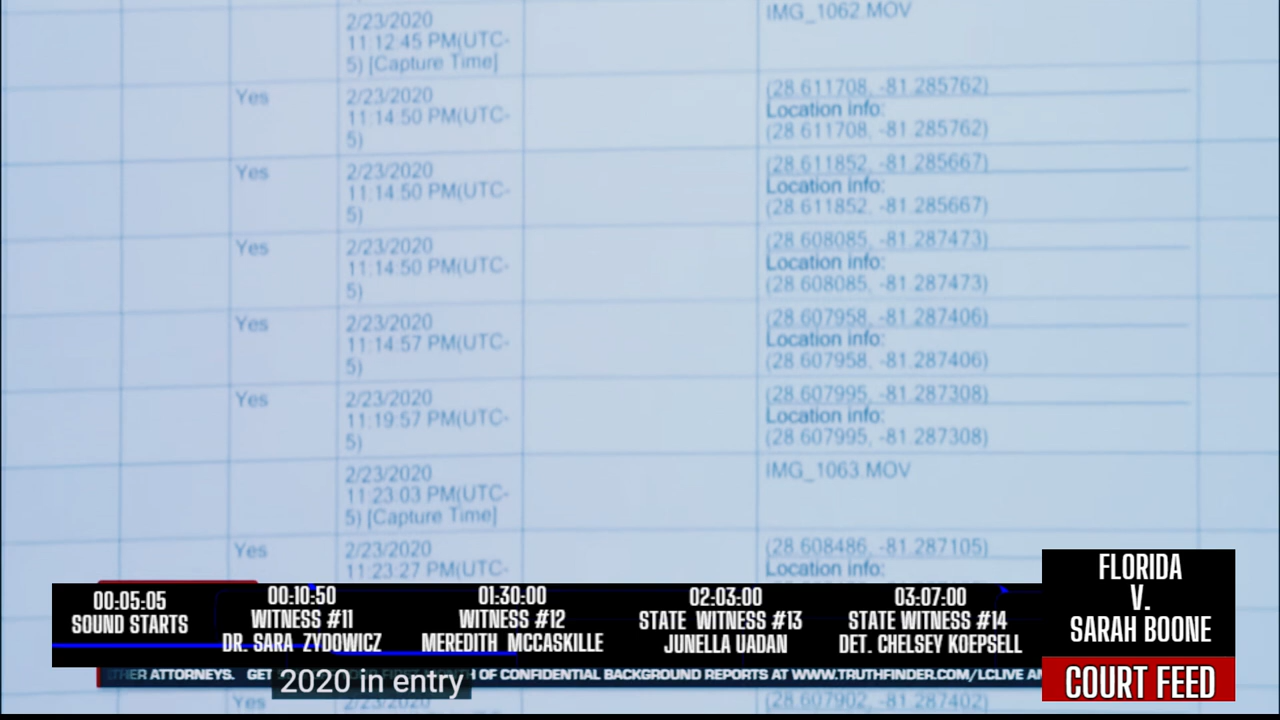 2/23/2020
11:12:45 PM(UTC-
5) [Capture Time]
IMG_1062.MOV
Yes
2/23/2020
11:14:50 PM(UTC-
5)
(28.611708, -81.285762)
Location info:
(28.611708, -81.285762)
Yes
2/23/2020
11:14:50 PM(UTC-
5)
(28.611852, -81.285667)
Location info:
(28.611852, -81.285667)
Yes
2/23/2020
11:14:50 PM(UTC-
5)
(28.608085, -81.287473)
Location info:
(28.608085, -81.287473)
Yes
2/23/2020
11:14:57 PM(UTC-
5)
(28.607958, -81.287406)
Location info:
(28.607958, -81.287406)
Yes
2/23/2020
11:19:57 PM(UTC-
5)
(28.607995, -81.287308)
Location info:
(28.607995, -81.287308)
2/23/2020
11:23:03 PM(UTC-
5) [Capture Time]
IMG_1063.MOV
Yes
2/23/2020
11:23:27 PM(UTC-
(28.608486, -81.287105)
Location info:
00:05:05
SOUND STARTS
00:10:50
WITNESS #11
DR. SARA ZYDOWICZ
01:30:00
WITNESS #12
MEREDITH MCCASKILLE
02:03:00
STATE WITNESS #13
JUNELLA UADAN
03:07:00
STATE WITNESS #14
DET. CHELSEY KOEPSELL
FLORIDA
V.
SARAH BOONE
COURT FEED
ATTORNEYS. GET OF CONFIDENTIAL BACKGROUND REPORTS AT WWW.TRUTHFINDER.COM/LCLIVE
2020 in entry
Yes
2/23/2020
(28.607902, -81.287402)